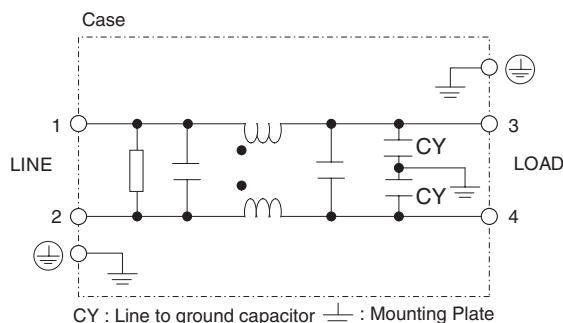 Case
1
3
CY
LINE
LOAD
CY
2
4
CY : Line to ground capacitor : Mounting Plate